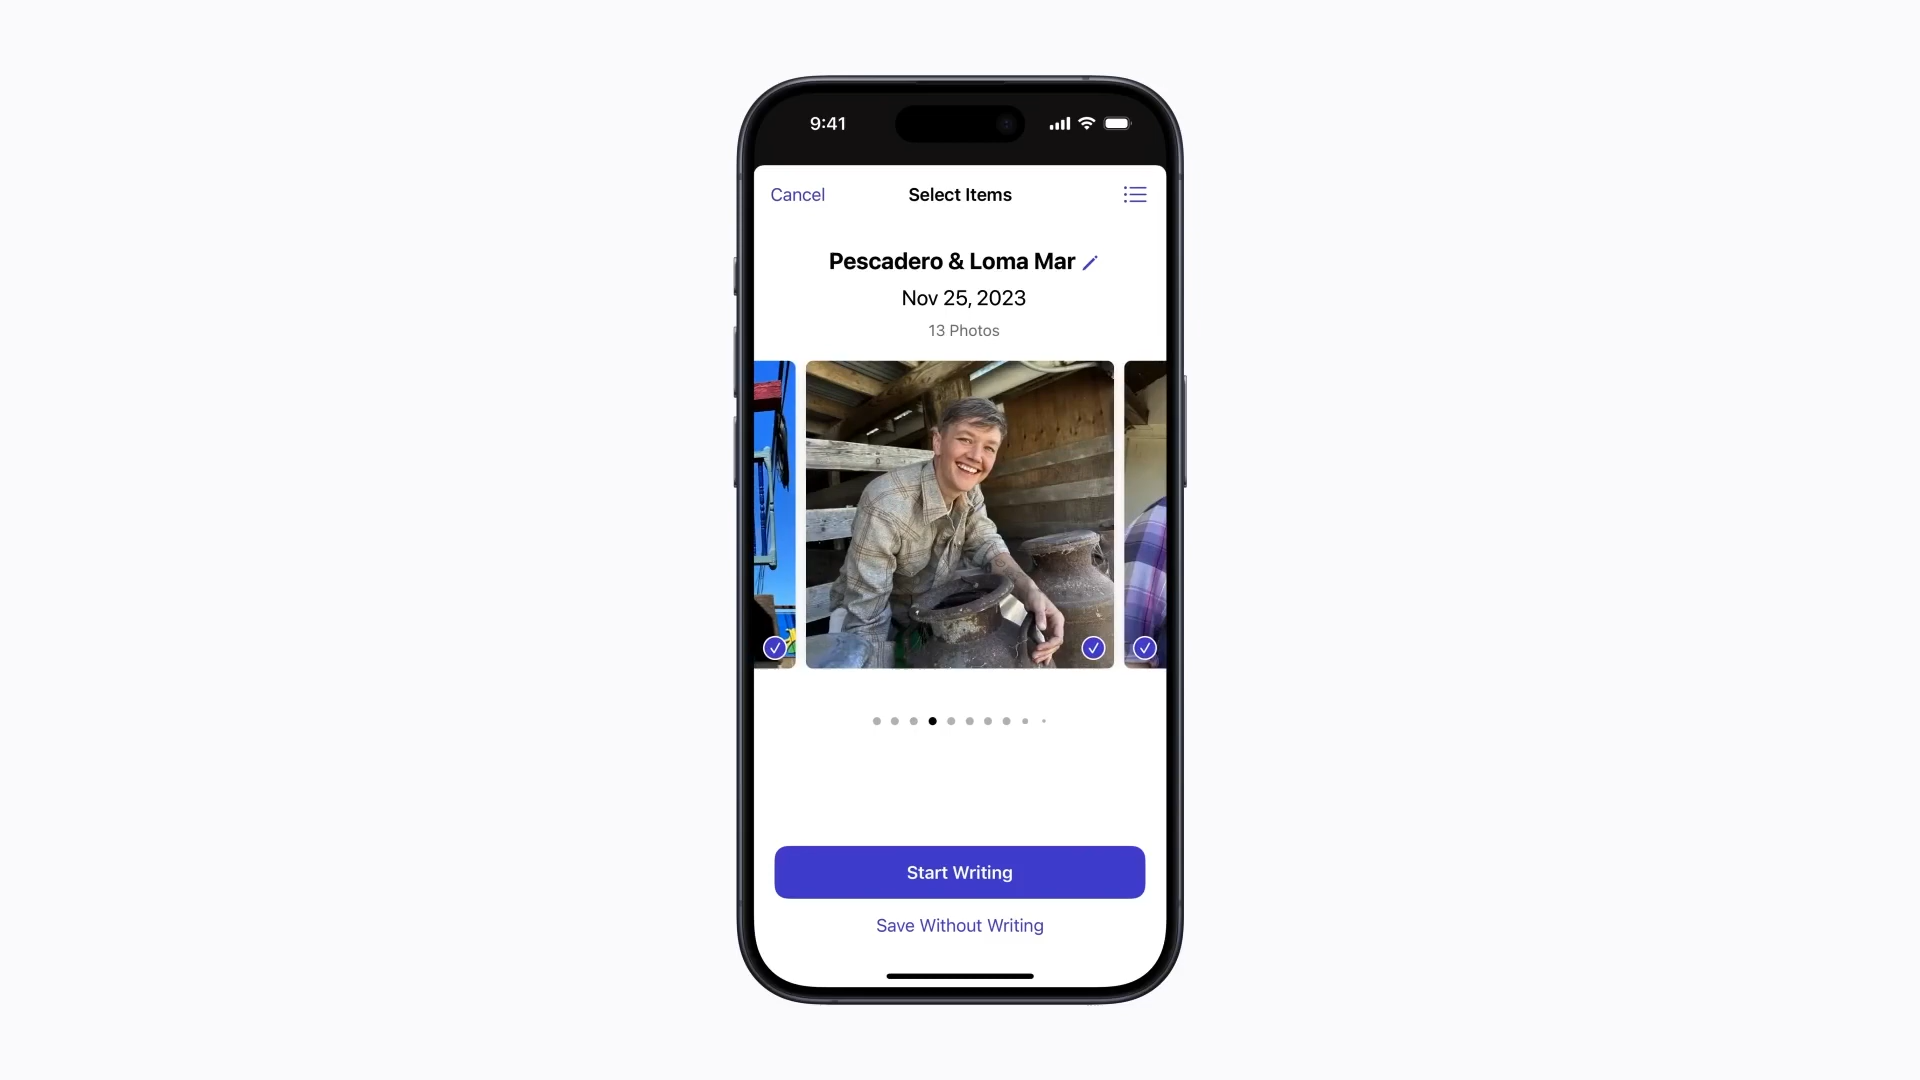 9:41
Cancel
Select Items
Pescadero & Loma Mar
Nov 25, 2023
13 Photos
Start Writing
Save Without Writing